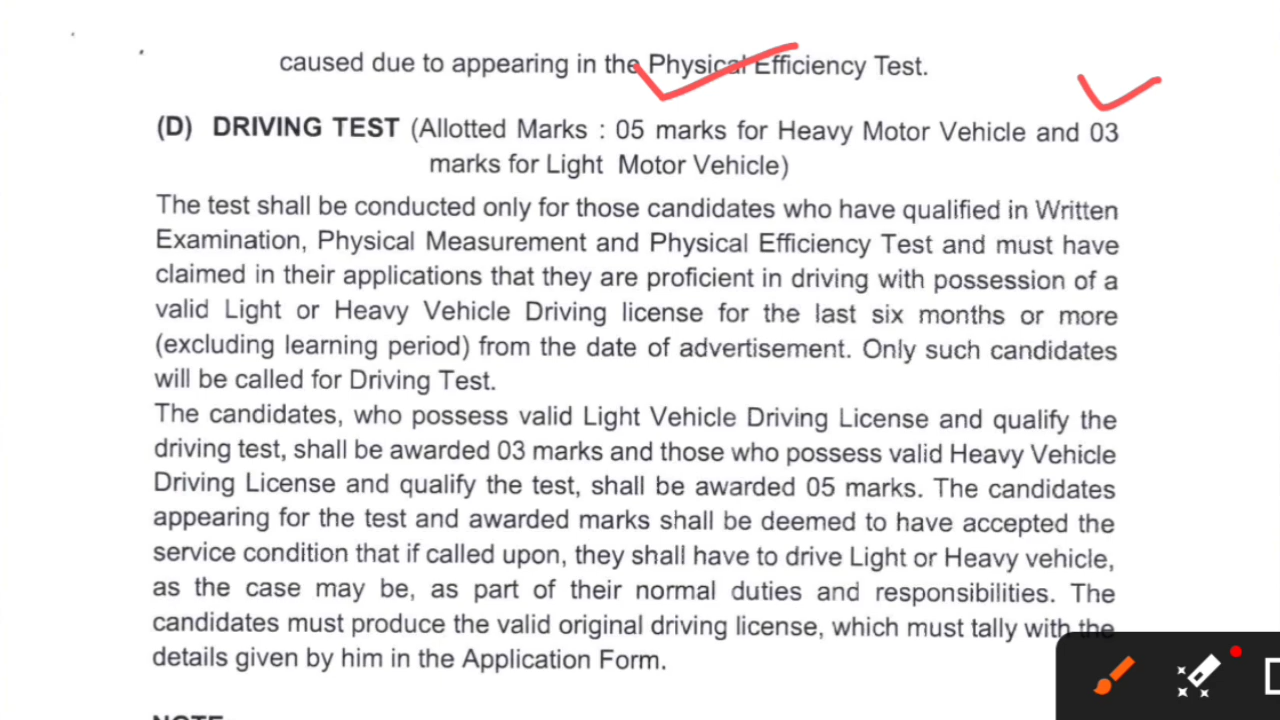 caused due to appearing in the Physical Efficiency Test.
(D) DRIVING TEST (Allotted Marks : 05 marks for Heavy Motor Vehicle and 03
marks for Light Motor Vehicle)
The test shall be conducted only for those candidates who have qualified in Written
Examination, Physical Measurement and Physical Efficiency Test and must have
claimed in their applications that they are proficient in driving with possession of a
valid Light or Heavy Vehicle Driving license for the last six months or more
(excluding learning period) from the date of advertisement. Only such candidates
will be called for Driving Test.
The candidates, who possess valid Light Vehicle Driving License and qualify the
driving test, shall be awarded 03 marks and those who possess valid Heavy Vehicle
Driving License and qualify the test, shall be awarded 05 marks. The candidates
appearing for the test and awarded marks shall be deemed to have accepted the
service condition that if called upon, they shall have to drive Light or Heavy vehicle,
as the case may be, as part of their normal duties and responsibilities. The
candidates must produce the valid original driving license, which must tally with the
details given by him in the Application Form.
NOTE: